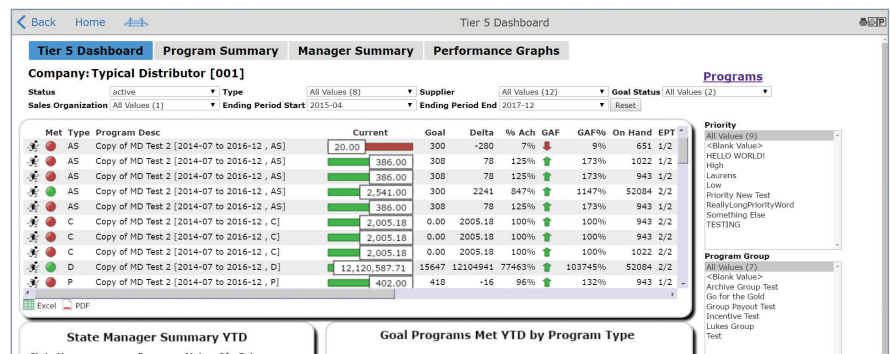 Back Home Tier 5 Dashboard
Tier 5 Dashboard Program Summary Manager Summary Performance Graphs
Company: Typical Distributor [001]
Programs
Status active Type All Values (8) Supplier All Values (12) Goal Status All Values (2)
Sales Organization All Values (1) Ending Period Start 2015-04 Ending Period End 2017-12 Reset
Met Type Program Desc Current Goal Delta % Ach GAF GAF% On Hand EPT
AS Copy of MD Test 2 [2014-07 to 2016-12 , AS] 20.00 300 -280 7% 9% 651 1/2
AS Copy of MD Test 2 [2014-07 to 2016-12 , AS] 386.00 308 78 125% 173% 1022 1/2
AS Copy of MD Test 2 [2014-07 to 2016-12 , AS] 386.00 308 78 125% 173% 943 1/2
AS Copy of MD Test 2 [2014-07 to 2016-12 , AS] 2,541.00 300 2241 847% 1147% 52084 2/2
AS Copy of MD Test 2 [2014-07 to 2016-12 , AS] 386.00 308 78 125% 173% 943 1/2
C Copy of MD Test 2 [2014-07 to 2016-12 , C] 2,005.18 0.00 2005.18 100% 100% 943 2/2
C Copy of MD Test 2 [2014-07 to 2016-12 , C] 2,005.18 0.00 2005.18 100% 100% 943 2/2
C Copy of MD Test 2 [2014-07 to 2016-12 , C] 2,005.18 0.00 2005.18 100% 100% 1022 2/2
D Copy of MD Test 2 [2014-07 to 2016-12 , D] 12,120,587.71 15647 12104941 77463% 103745% 52084 2/2
P Copy of MD Test 2 [2014-07 to 2016-12 , P] 402.00 418 -16 96% 132% 943 1/2
Excel PDF
Priority
All Values (9)
<Blank Value>
HELLO WORLD!
High
Laurens
Low
Priority New Test
ReallyLongPriorityWord
Something Else
TESTING
Program Group
All Values (7)
<Blank Value>
Archive Group Test
Go for the Gold
Group Payout Test
Incentive Test
Lukes Group
Test
State Manager Summary YTD
Goal Programs Met YTD by Program Type